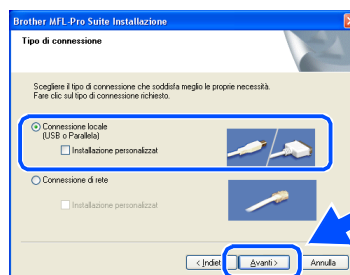 Brother MFL-Pro Suite Installazione
Tipo di connessione
Scegliere il tipo di connessione che soddisfa meglio le proprie necessità.
Fare clic sul tipo di connessione richiesto.
Connessione locale
(USB o Parallela)
Installazione personalizzat
Connessione di rete
Installazione personalizzat
< Indiet
Avanti >
Annulla